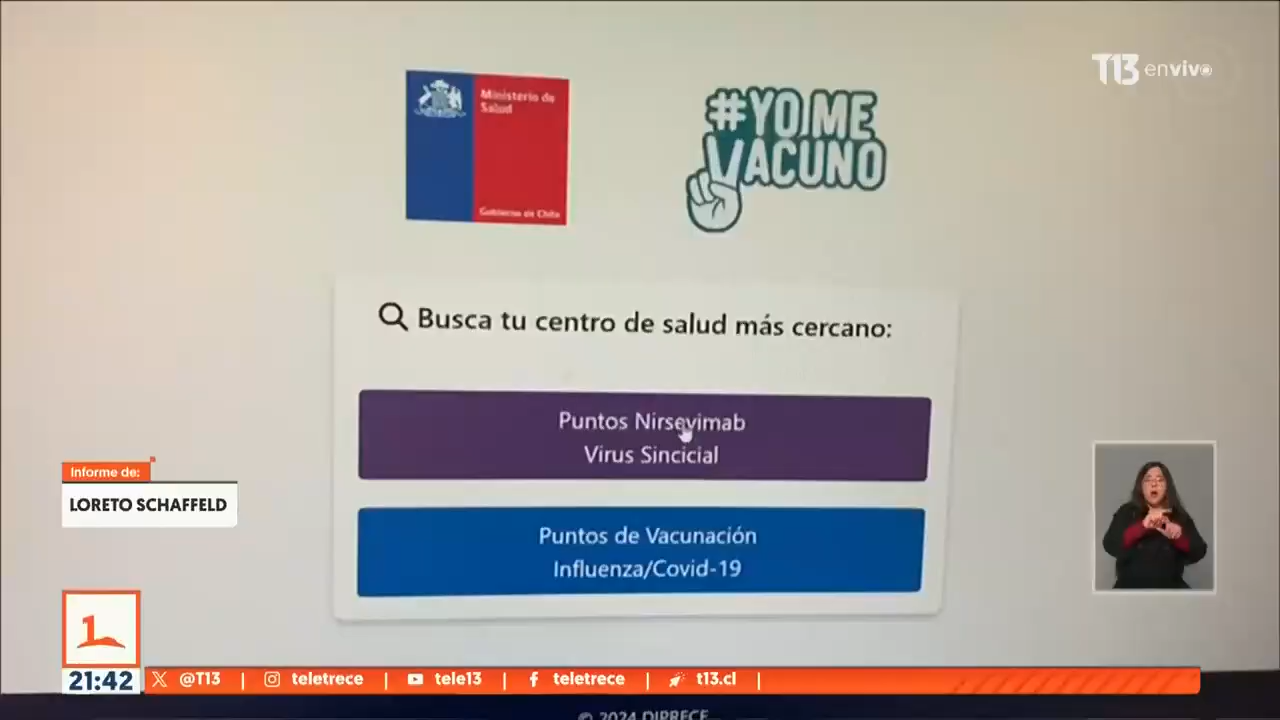 T13 envivo
Ministerio de
Salud
Gobierno de Chile
#YO ME
VACUNO
Busca tu centro de salud más cercano:
Puntos Nirsevimab
Virus Sincicial
Puntos de Vacunación
Influenza/Covid-19
Informe de:
LORETO SCHAFFELD
21:42
@T13 | teletrece | tele13 | teletrece | t13.cl |
© 2024 DIPRECE